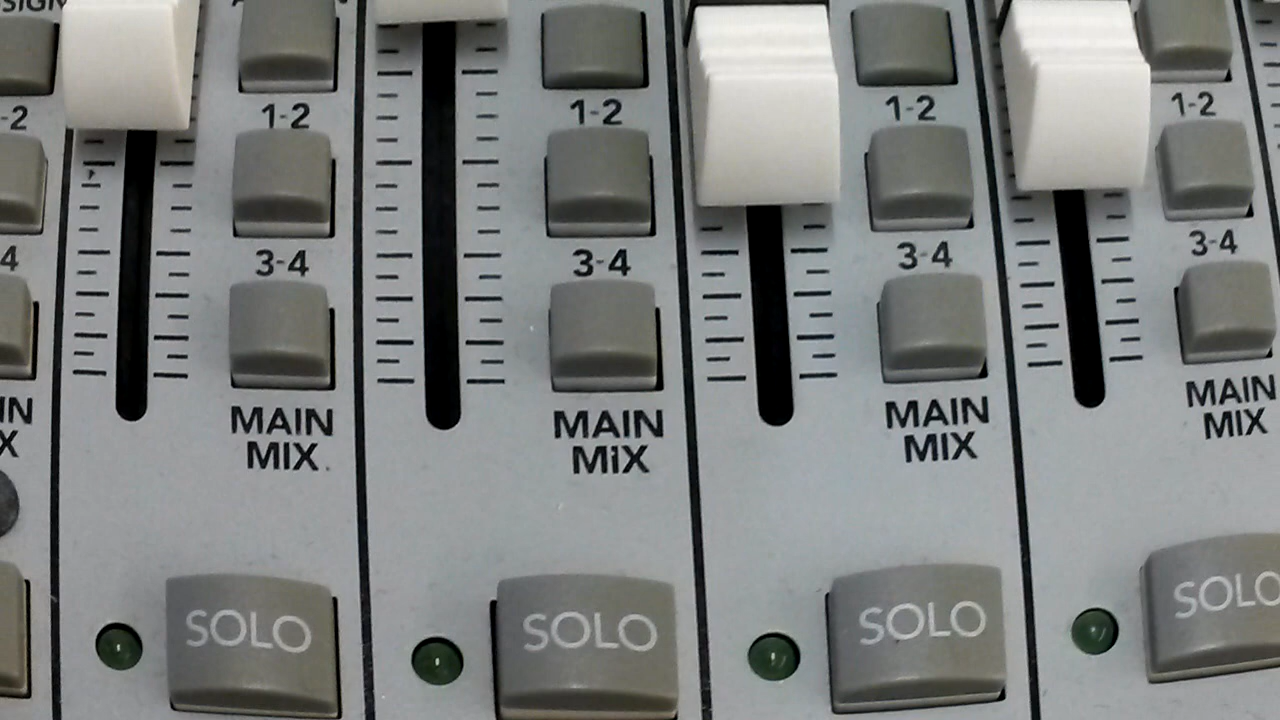 1-2 1-2 1-2 1-2
3-4 3-4 3-4 3-4
MAIN MAIN MAIN MAIN
MIX MIX MIX MIX
SOLO SOLO SOLO SOLO